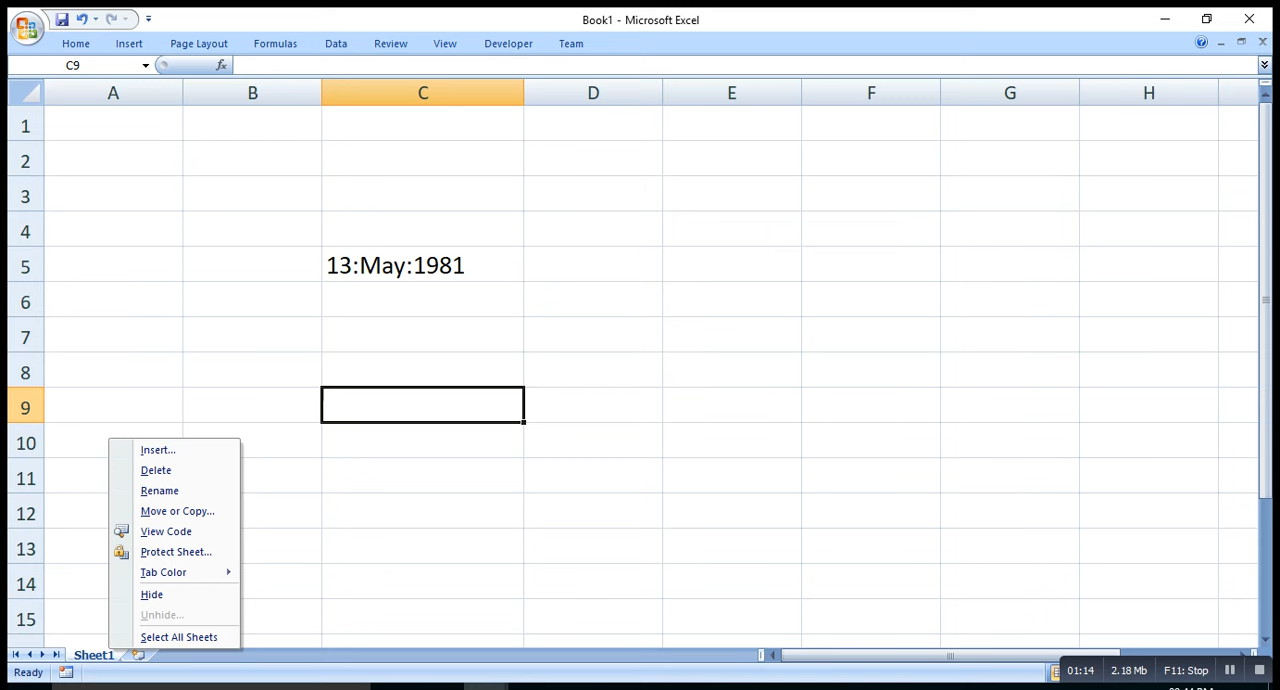 Book1 - Microsoft Excel
Home Insert Page Layout Formulas Data Review View Developer Team
C9 fx
A B C D E F G H
1
2
3
4
5 13:May:1981
6
7
8
9
10
11
12
13
14
15
Insert...
Delete
Rename
Move or Copy...
View Code
Protect Sheet...
Tab Color
Hide
Unhide...
Select All Sheets
Sheet1
Ready
01:14 2.18 Mb F11: Stop